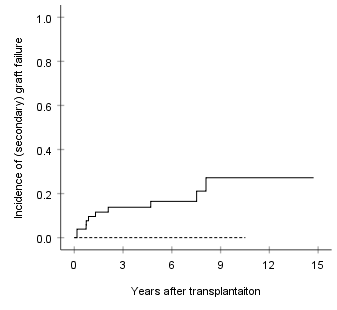 Incidence of (secondary) graft failure
1.0
0.8
0.6
0.4
0.2
0.0
0 3 6 9 12 15
Years after transplantaiton